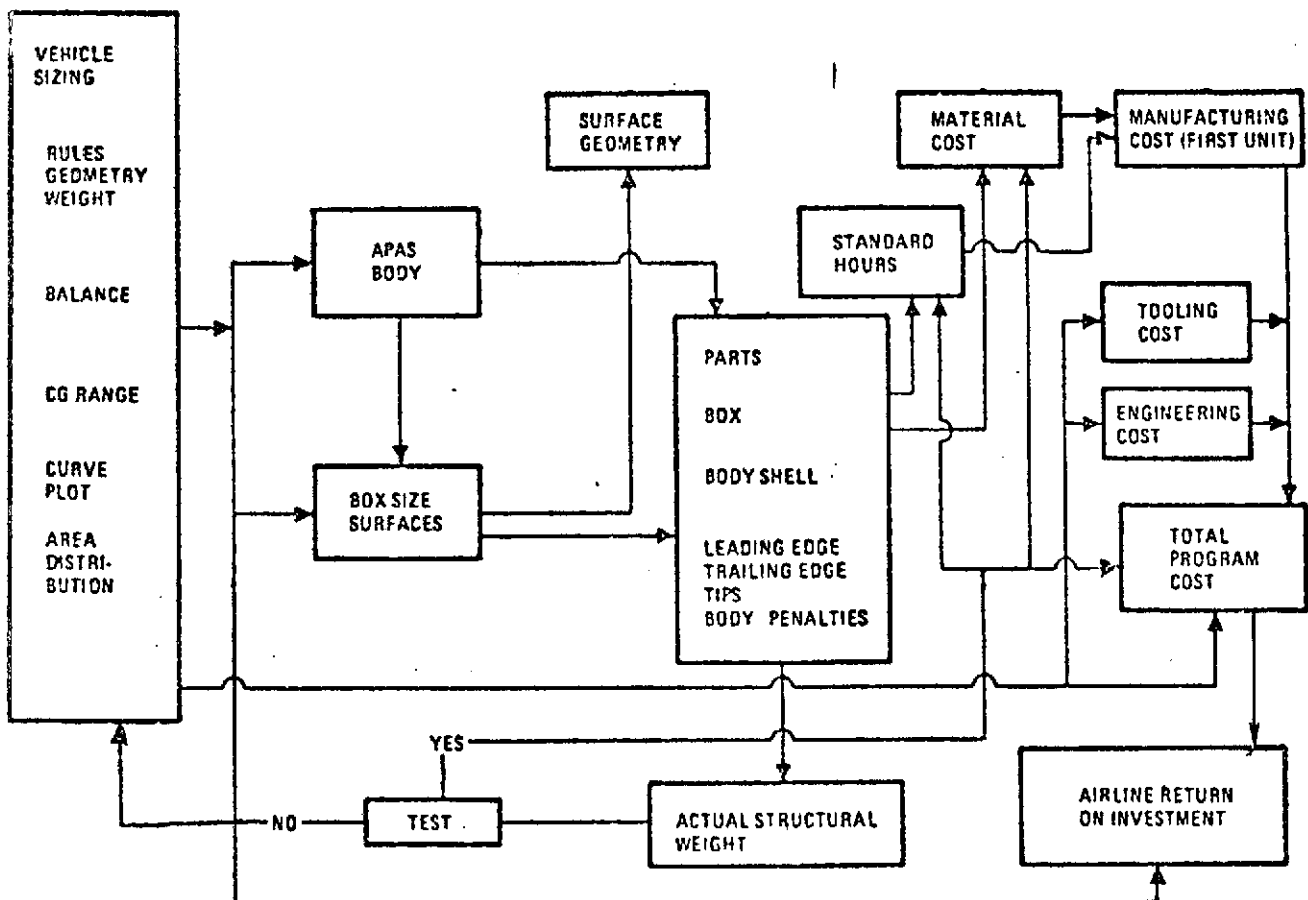 VEHICLE
SIZING
RULES
GEOMETRY
WEIGHT
BALANCE
CG RANGE
CURVE
PLOT
AREA
DISTRI-
BUTION
SURFACE
GEOMETRY
APAS
BODY
BOX SIZE
SURFACES
MATERIAL
COST
MANUFACTURING
COST (FIRST UNIT)
STANDARD
HOURS
PARTS
BOX
BODY SHELL
LEADING EDGE
TRAILING EDGE
TIPS
BODY PENALTIES
TOOLING
COST
ENGINEERING
COST
TOTAL
PROGRAM
COST
YES
NO
TEST
ACTUAL STRUCTURAL
WEIGHT
AIRLINE RETURN
ON INVESTMENT